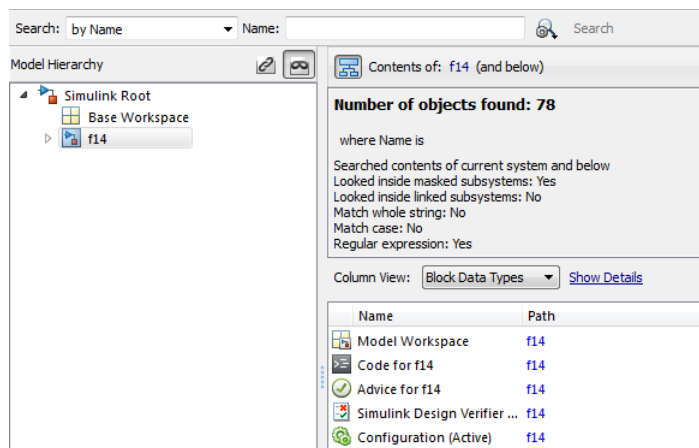 Search: by Name Name: Search
Model Hierarchy
Simulink Root
Base Workspace
f14
Contents of: f14 (and below)
Number of objects found: 78
where Name is
Searched contents of current system and below
Looked inside masked subsystems: Yes
Looked inside linked subsystems: No
Match whole string: No
Match case: No
Regular expression: Yes
Column View: Block Data Types Show Details
Name Path
Model Workspace f14
Code for f14 f14
Advice for f14 f14
Simulink Design Verifier ... f14
Configuration (Active) f14